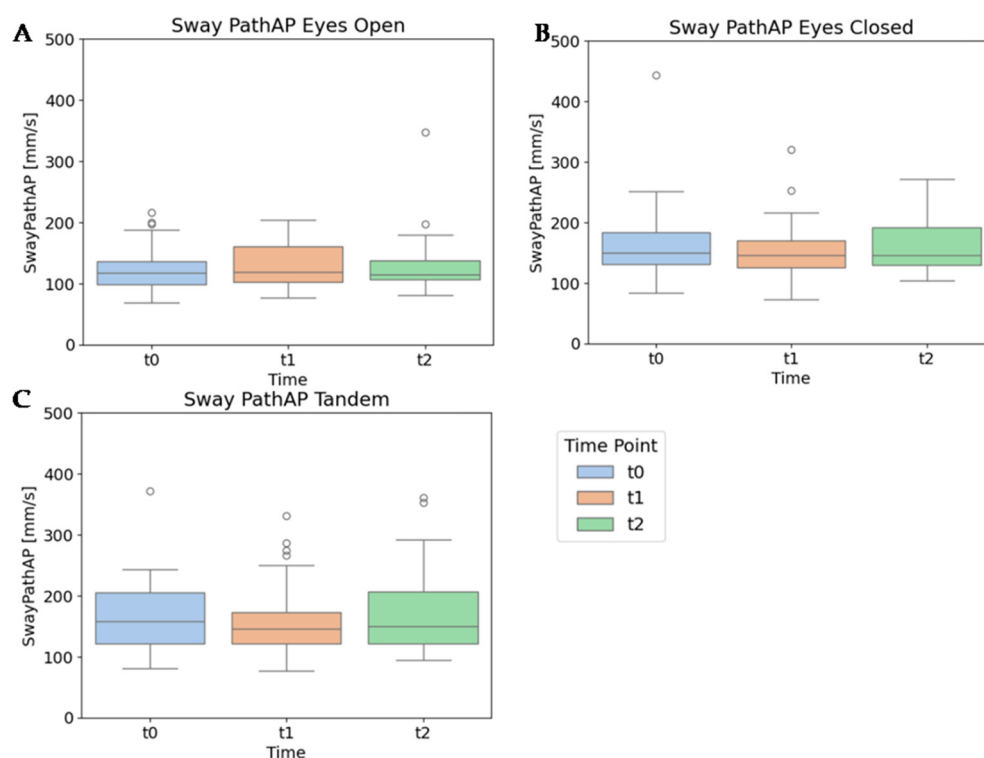 A
Sway PathAP Eyes Open
SwayPathAP [mm/s]
500
400
300
200
100
0
t0 t1 t2
Time
B
Sway PathAP Eyes Closed
SwayPathAP [mm/s]
500
400
300
200
100
0
t0 t1 t2
Time
C
Sway PathAP Tandem
SwayPathAP [mm/s]
500
400
300
200
100
0
t0 t1 t2
Time
Time Point
t0
t1
t2